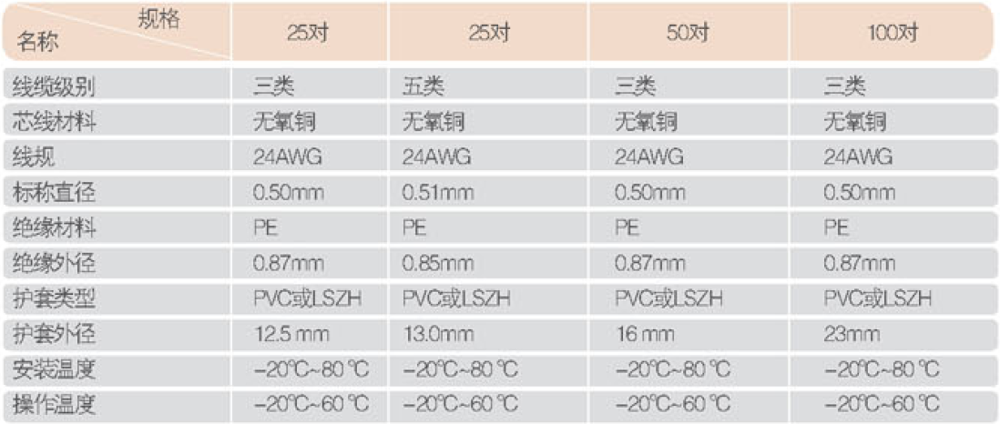 规格
名称 25对 25对 50对 100对
线缆级别 三类 五类 三类 三类
芯线材料 无氧铜 无氧铜 无氧铜 无氧铜
线规 24AWG 24AWG 24AWG 24AWG
标称直径 0.50mm 0.51mm 0.50mm 0.50mm
绝缘材料 PE PE PE PE
绝缘外径 0.87mm 0.85mm 0.87mm 0.87mm
护套类型 PVC或LSZH PVC或LSZH PVC或LSZH PVC或LSZH
护套外径 12.5 mm 13.0mm 16 mm 23mm
安装温度 -20℃~80 ℃ -20℃~80 ℃ -20℃~80 ℃ -20℃~80 ℃
操作温度 -20℃~60 ℃ -20℃~60 ℃ -20℃~60 ℃ -20℃~60 ℃